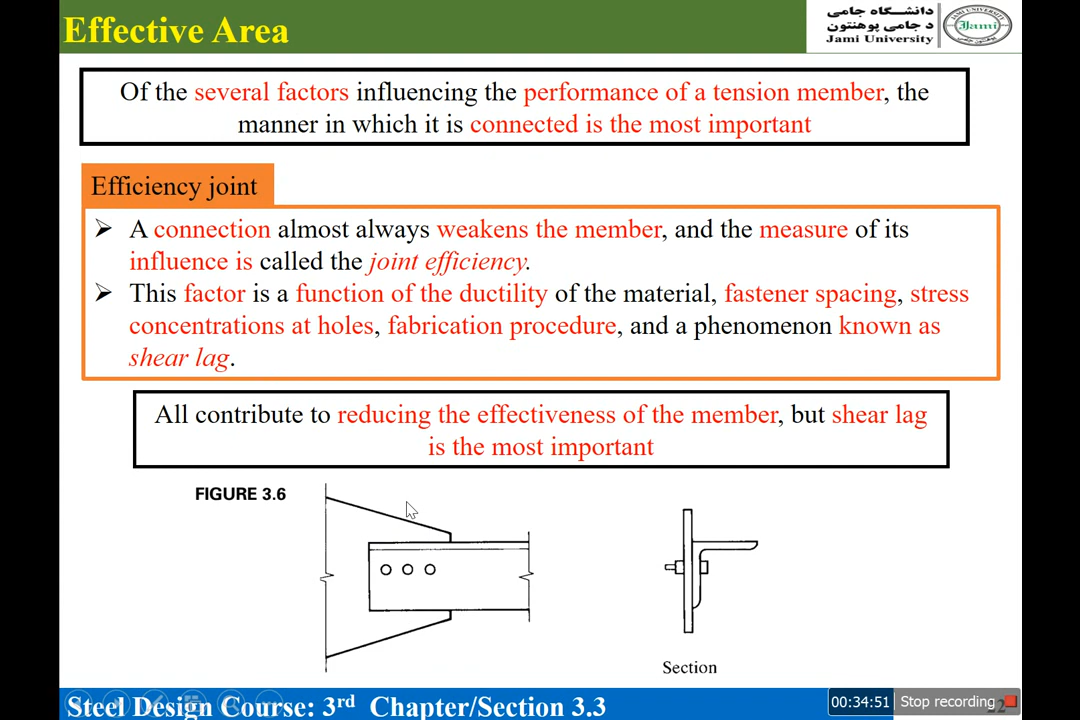 Effective Area
دانشگاه جامی
د جامی پوهنتون
Jami University
Jami
Of the several factors influencing the performance of a tension member, the
manner in which it is connected is the most important
Efficiency joint
➢ A connection almost always weakens the member, and the measure of its
influence is called the joint efficiency.
➢ This factor is a function of the ductility of the material, fastener spacing, stress
concentrations at holes, fabrication procedure, and a phenomenon known as
shear lag.
All contribute to reducing the effectiveness of the member, but shear lag
is the most important
FIGURE 3.6
Section
Steel Design Course: 3rd Chapter/Section 3.3
00:34:51 Stop recording
22